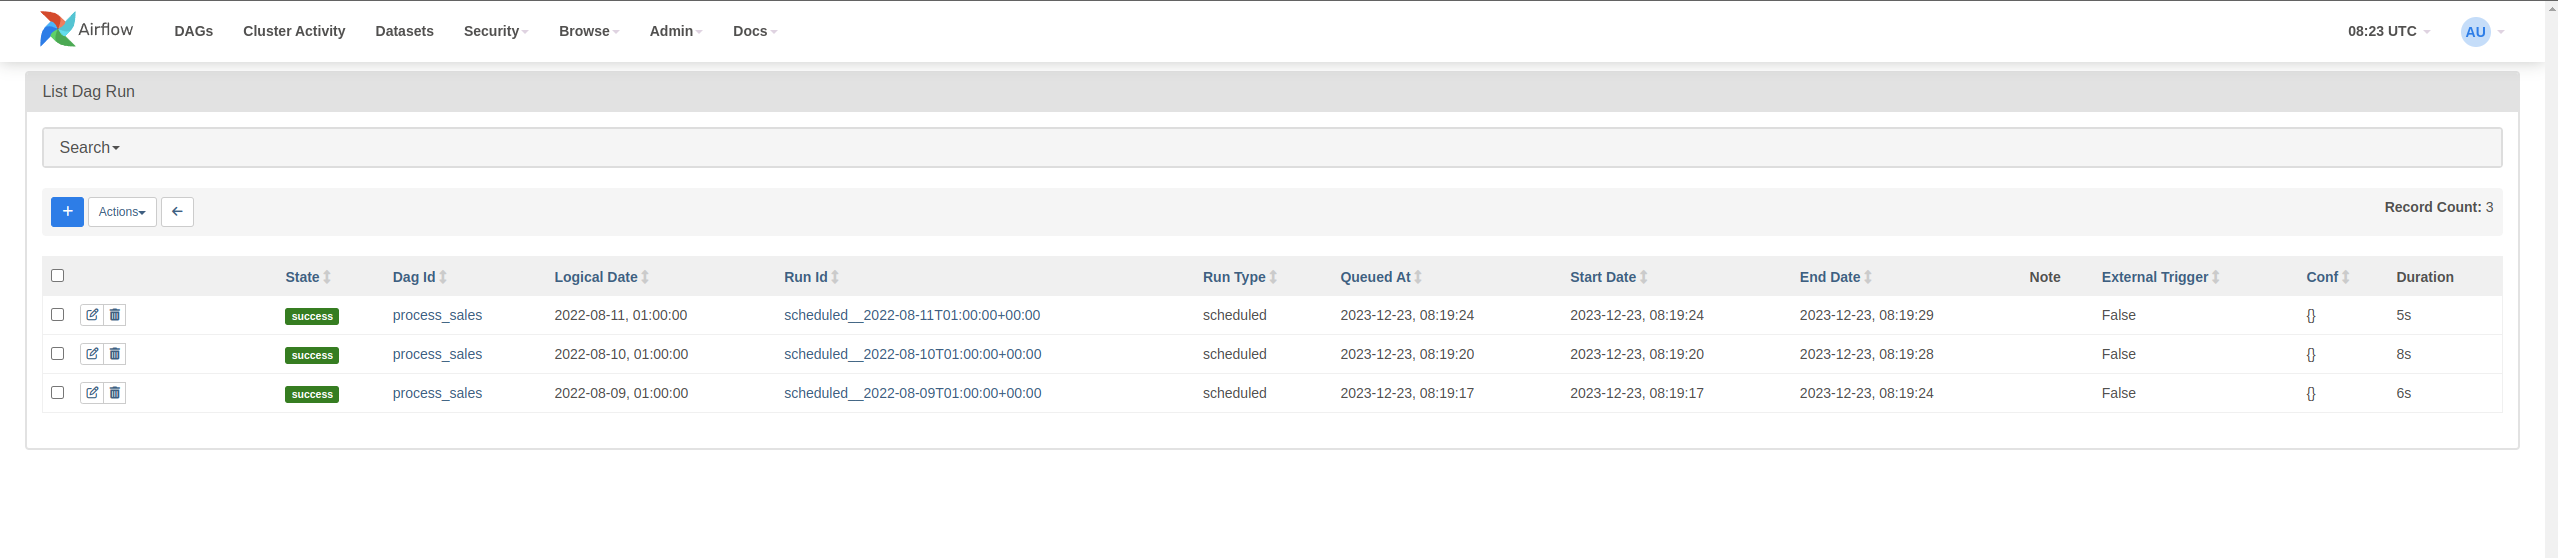 Airflow DAGs Cluster Activity Datasets Security Browse Admin Docs 08:23 UTC AU
List Dag Run
Search
+ Actions Record Count: 3
State Dag Id Logical Date Run Id Run Type Queued At Start Date End Date Note External Trigger Conf Duration
success process_sales 2022-08-11, 01:00:00 scheduled__2022-08-11T01:00:00+00:00 scheduled 2023-12-23, 08:19:24 2023-12-23, 08:19:24 2023-12-23, 08:19:29 False {} 5s
success process_sales 2022-08-10, 01:00:00 scheduled__2022-08-10T01:00:00+00:00 scheduled 2023-12-23, 08:19:20 2023-12-23, 08:19:20 2023-12-23, 08:19:28 False {} 8s
success process_sales 2022-08-09, 01:00:00 scheduled__2022-08-09T01:00:00+00:00 scheduled 2023-12-23, 08:19:17 2023-12-23, 08:19:17 2023-12-23, 08:19:24 False {} 6s